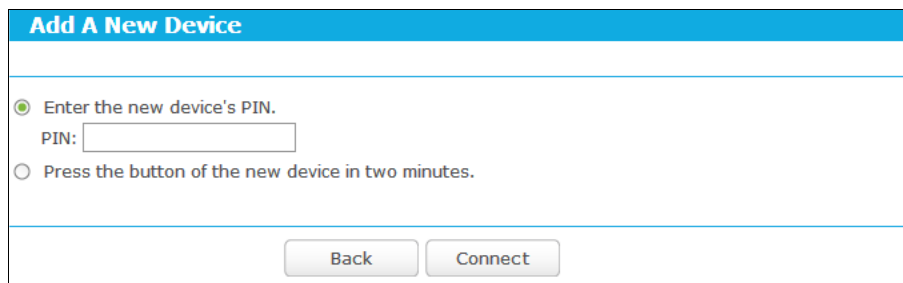 Add A New Device
Enter the new device's PIN.
PIN:
Press the button of the new device in two minutes.
Back Connect